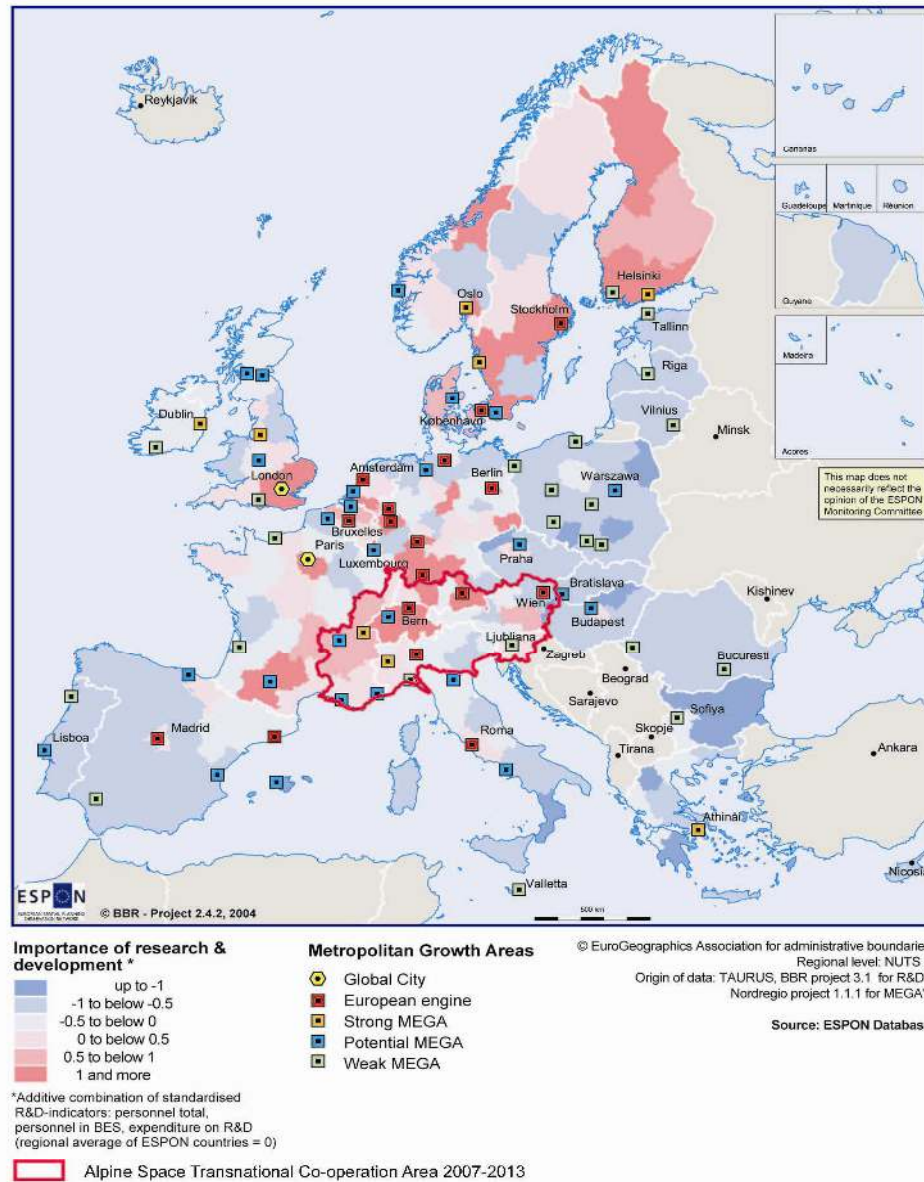 Reykjavik
Canarias
Guadeloupe
Martinique
Réunion
Guyane
Madeira
Acores
This map does not
necessarily reflect the
opinion of the ESPON
Monitoring Committee
Helsinki
Oslo
Stockholm
Tallinn
Riga
Vilnius
Minsk
Dublin
København
London
Amsterdam
Berlin
Warszawa
Bruxelles
Paris
Luxembourg
Praha
Kishinev
Bratislava
Wien
Budapest
Bern
Ljubljana
Zagreb
Bucuresti
Beograd
Sarajevo
Sofiya
Skopje
Tirana
Ankara
Madrid
Lisboa
Roma
Athinai
Valletta
Nicosi
500 km
ESPON
© BBR - Project 2.4.2, 2004
Importance of research &
development *
up to -1
-1 to below -0.5
-0.5 to below 0
0 to below 0.5
0.5 to below 1
1 and more
*Additive combination of standardised
R&D-indicators: personnel total,
personnel in BES, expenditure on R&D
(regional average of ESPON countries = 0)
Metropolitan Growth Areas
Global City
European engine
Strong MEGA
Potential MEGA
Weak MEGA
© EuroGeographics Association for administrative boundarie
Regional level: NUTS
Origin of data: TAURUS, BBR project 3.1 for R&D
Nordregio project 1.1.1 for MEGA'
Source: ESPON Databas
Alpine Space Transnational Co-operation Area 2007-2013